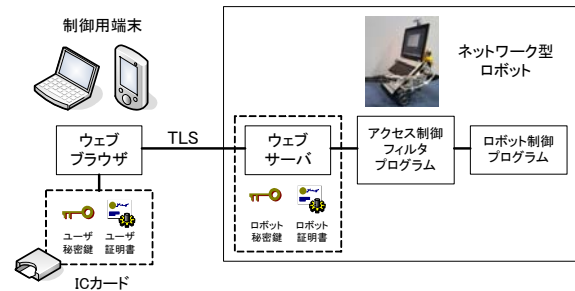 制御用端末
ネットワーク型
ロボット
ウェブ
ブラウザ
TLS
ウェブ
サーバ
アクセス制御
フィルタ
プログラム
ロボット制御
プログラム
ユーザ
秘密鍵
ユーザ
証明書
ロボット
秘密鍵
ロボット
証明書
ICカード